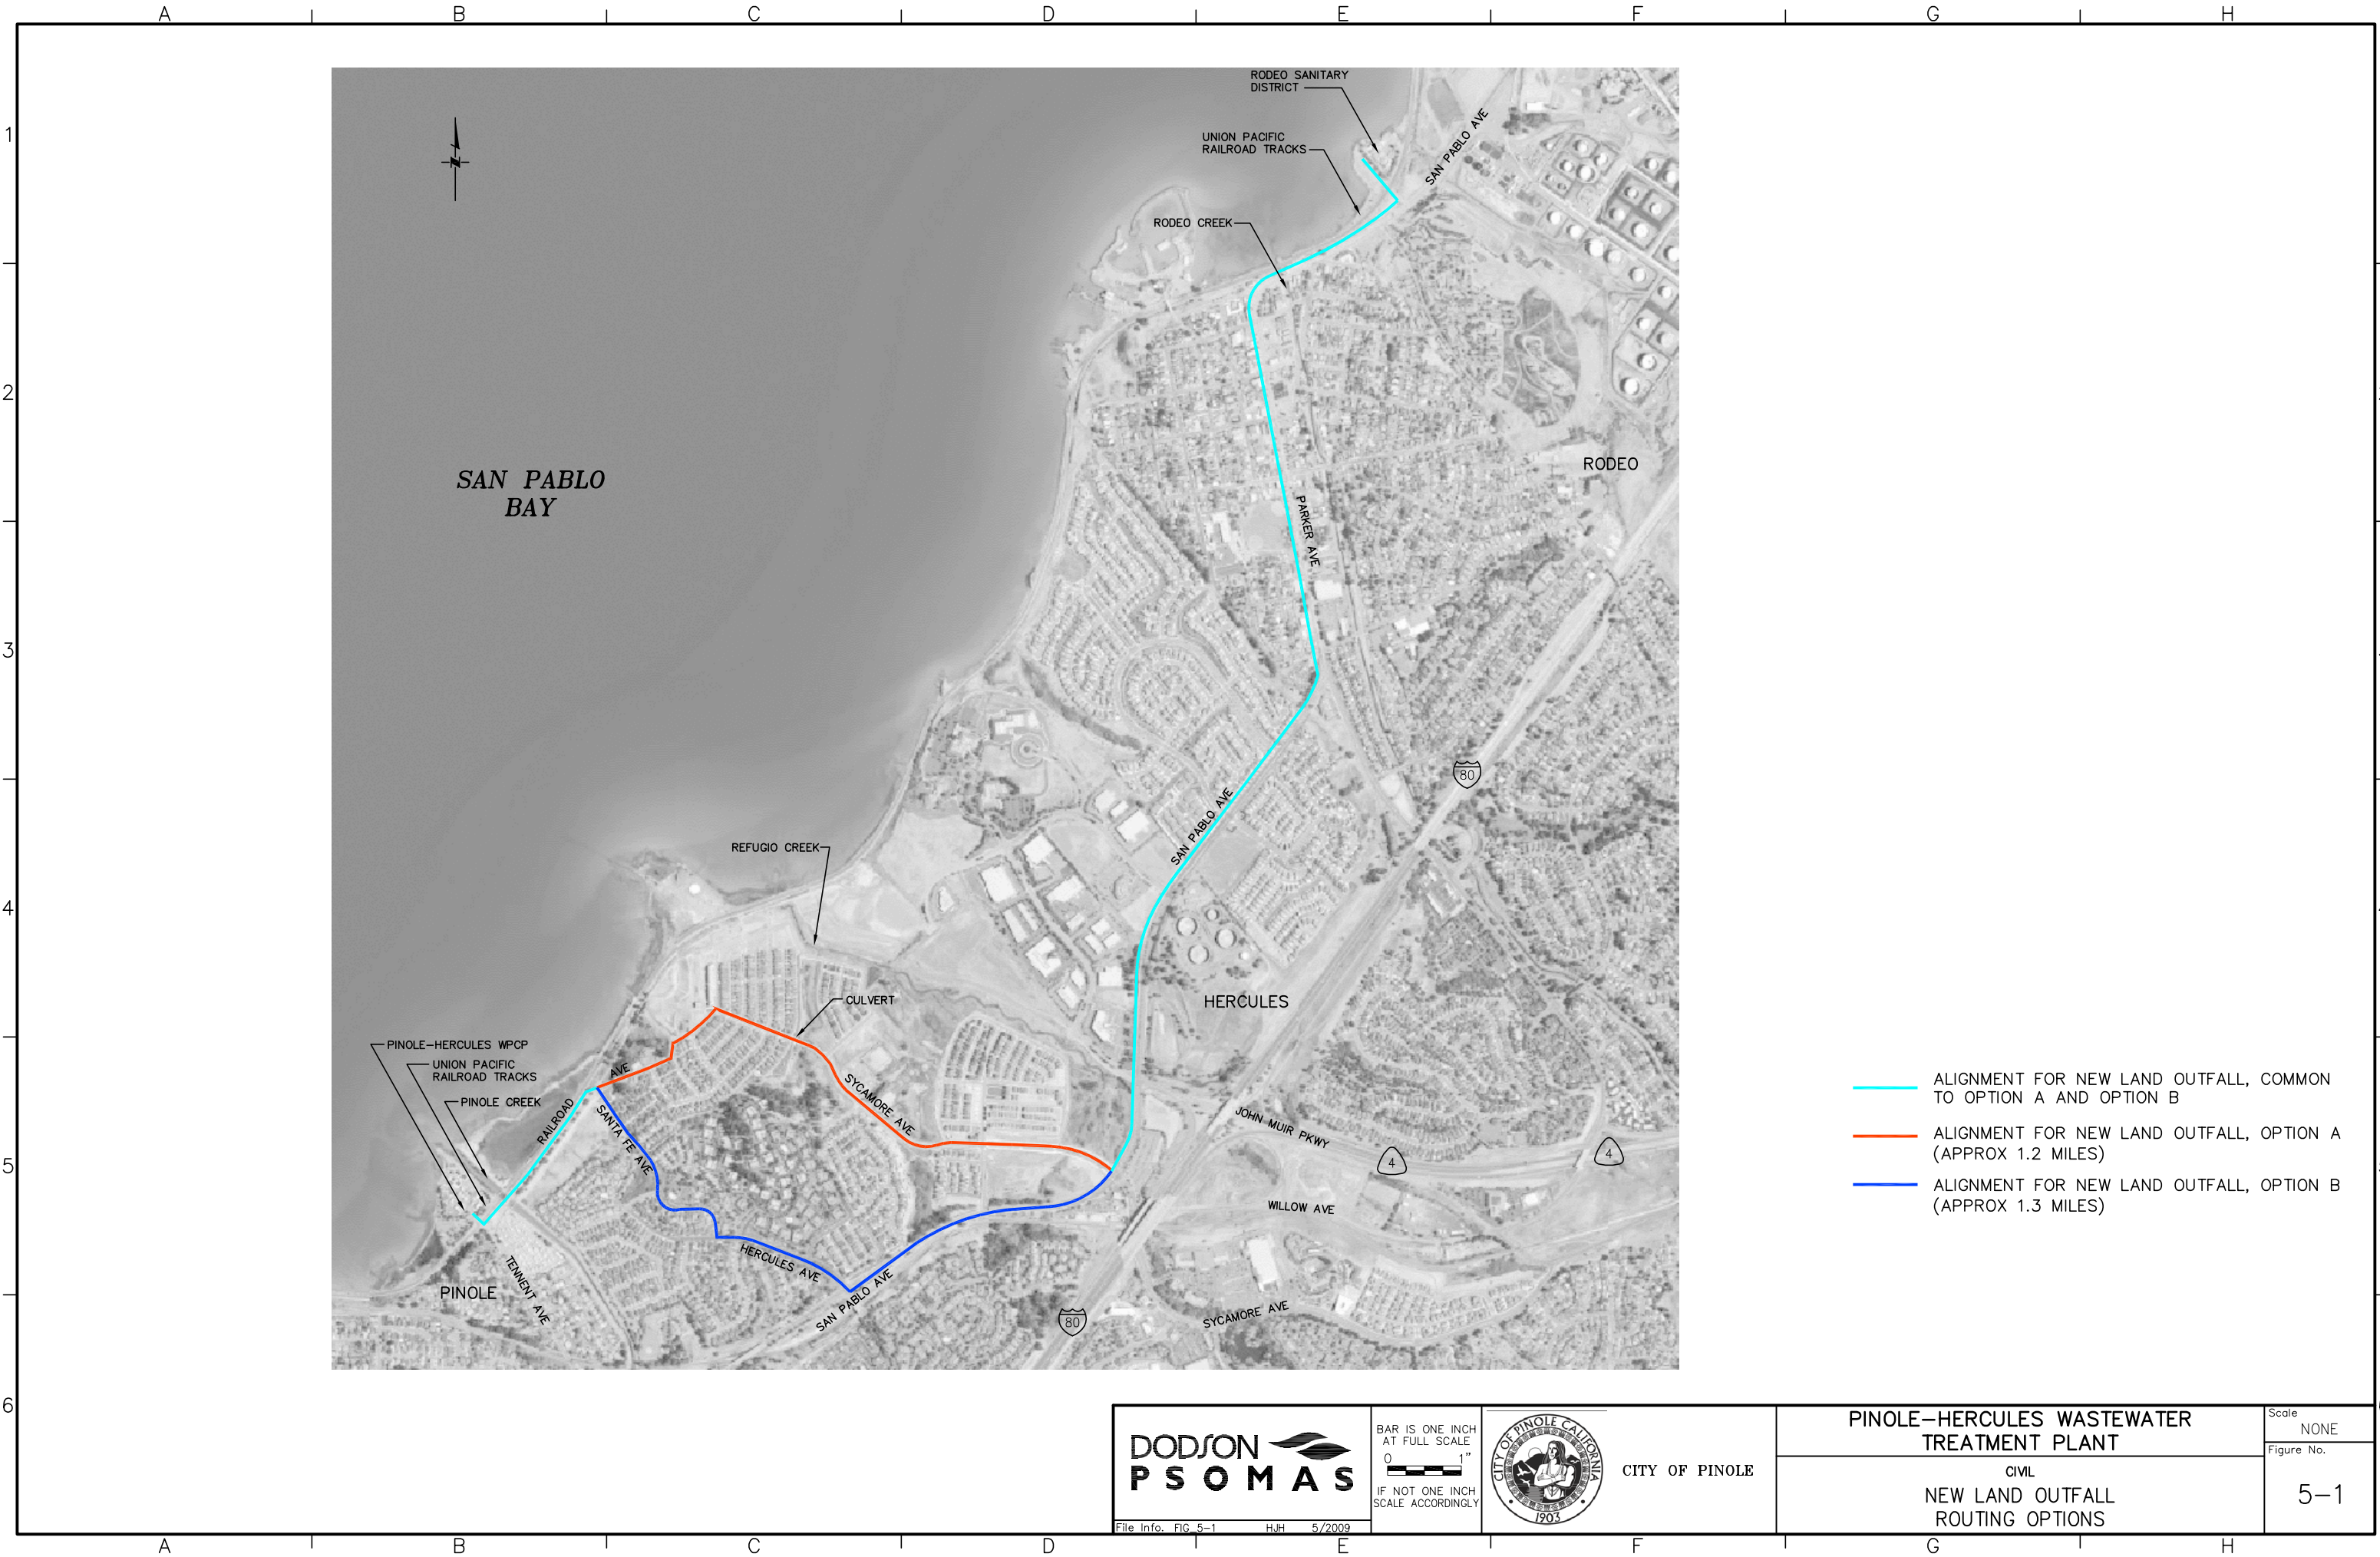 A B C D E F G H
RODEO SANITARY
DISTRICT
1
UNION PACIFIC
RAILROAD TRACKS
SAN PABLO AVE
N
RODEO CREEK
2
SAN PABLO
BAY
RODEO
PARKER AVE
3
80
SAN PABLO AVE
REFUGIO CREEK
4
CULVERT
HERCULES
PINOLE-HERCULES WPCP
UNION PACIFIC
RAILROAD TRACKS
PINOLE CREEK
RAILROAD AVE
SANTA FE AVE
SYCAMORE AVE
JOHN MUIR PKWY
4
4
5
WILLOW AVE
HERCULES AVE
TENNENT AVE
PINOLE
SAN PABLO AVE
80
SYCAMORE AVE
ALIGNMENT FOR NEW LAND OUTFALL, COMMON
TO OPTION A AND OPTION B
ALIGNMENT FOR NEW LAND OUTFALL, OPTION A
(APPROX 1.2 MILES)
ALIGNMENT FOR NEW LAND OUTFALL, OPTION B
(APPROX 1.3 MILES)
6
DODSON
PSOMAS
File Info. FIG_5-1 HJH 5/2009
BAR IS ONE INCH
AT FULL SCALE
0 1"
IF NOT ONE INCH
SCALE ACCORDINGLY
CITY OF PINOLE CALIFORNIA
1903
CITY OF PINOLE
PINOLE-HERCULES WASTEWATER
TREATMENT PLANT
CIVIL
NEW LAND OUTFALL
ROUTING OPTIONS
Scale
NONE
Figure No.
5-1
A B C D E F G H